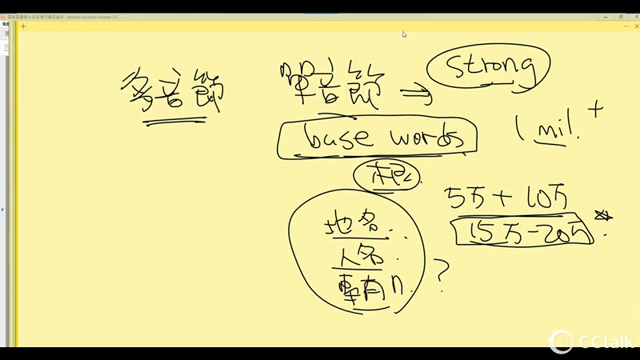 多音節 單音節 ⇒ strong
base words
1 mil. +
根
5万 + 10万
15万-20万
地名..
人名.
專有n. ?
CCtalk